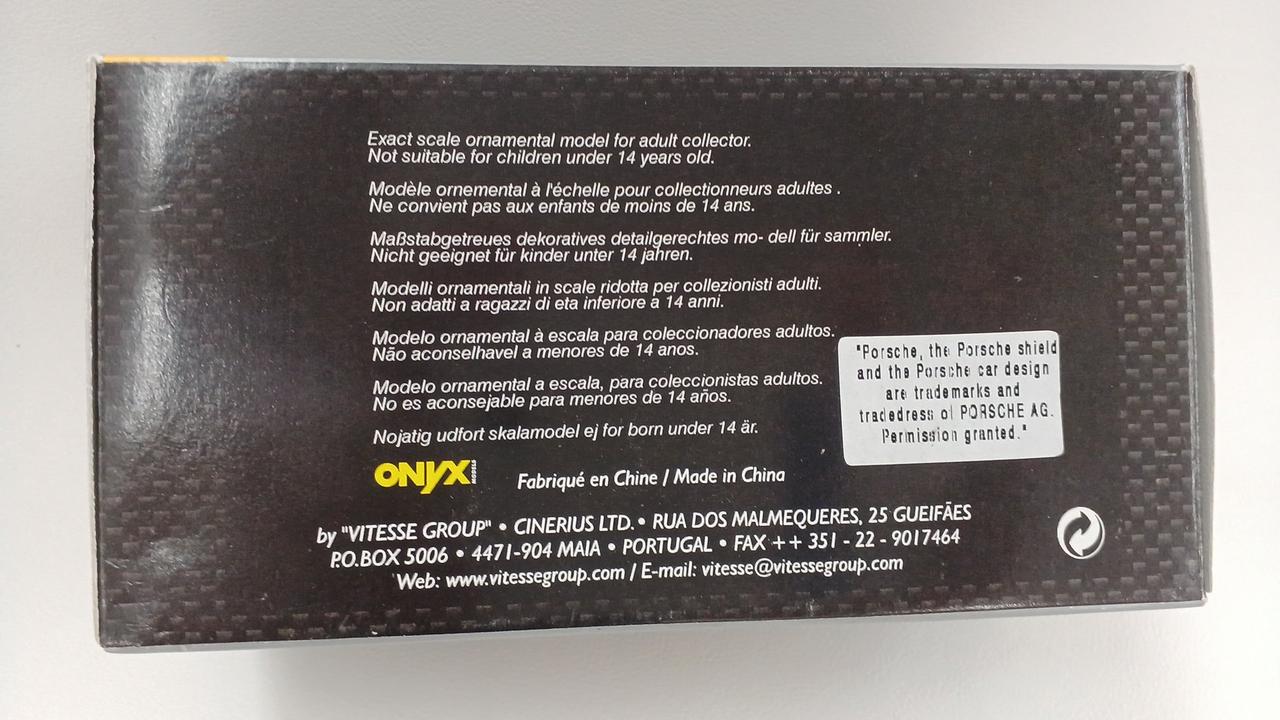 Exact scale ornamental model for adult collector.
Not suitable for children under 14 years old.
Modèle ornemental à l'échelle pour collectionneurs adultes .
Ne convient pas aux enfants de moins de 14 ans.
Maßstabgetreues dekoratives detailgerechtes mo- dell für sammler.
Nicht geeignet für kinder unter 14 jahren.
Modelli ornamentali in scale ridotta per collezionisti adulti.
Non adatti a ragazzi di eta inferiore a 14 anni.
Modelo ornamental à escala para coleccionadores adultos.
Não aconselhavel a menores de 14 anos.
Modelo ornamental a escala, para coleccionistas adultos.
No es aconsejable para menores de 14 años.
Nojatig udfort skalamodel ej for born under 14 är.
"Porsche, the Porsche shield
and the Porsche car design
are trademarks and
tradedress of PORSCHE AG.
Permission granted."
ONYX MODELS
Fabriqué en Chine / Made in China
by "VITESSE GROUP" • CINERIUS LTD. • RUA DOS MALMEQUERES, 25 GUEIFÃES
P.O.BOX 5006 • 4471-904 MAIA • PORTUGAL • FAX ++ 351 - 22 - 9017464
Web: www.vitessegroup.com / E-mail: vitesse@vitessegroup.com